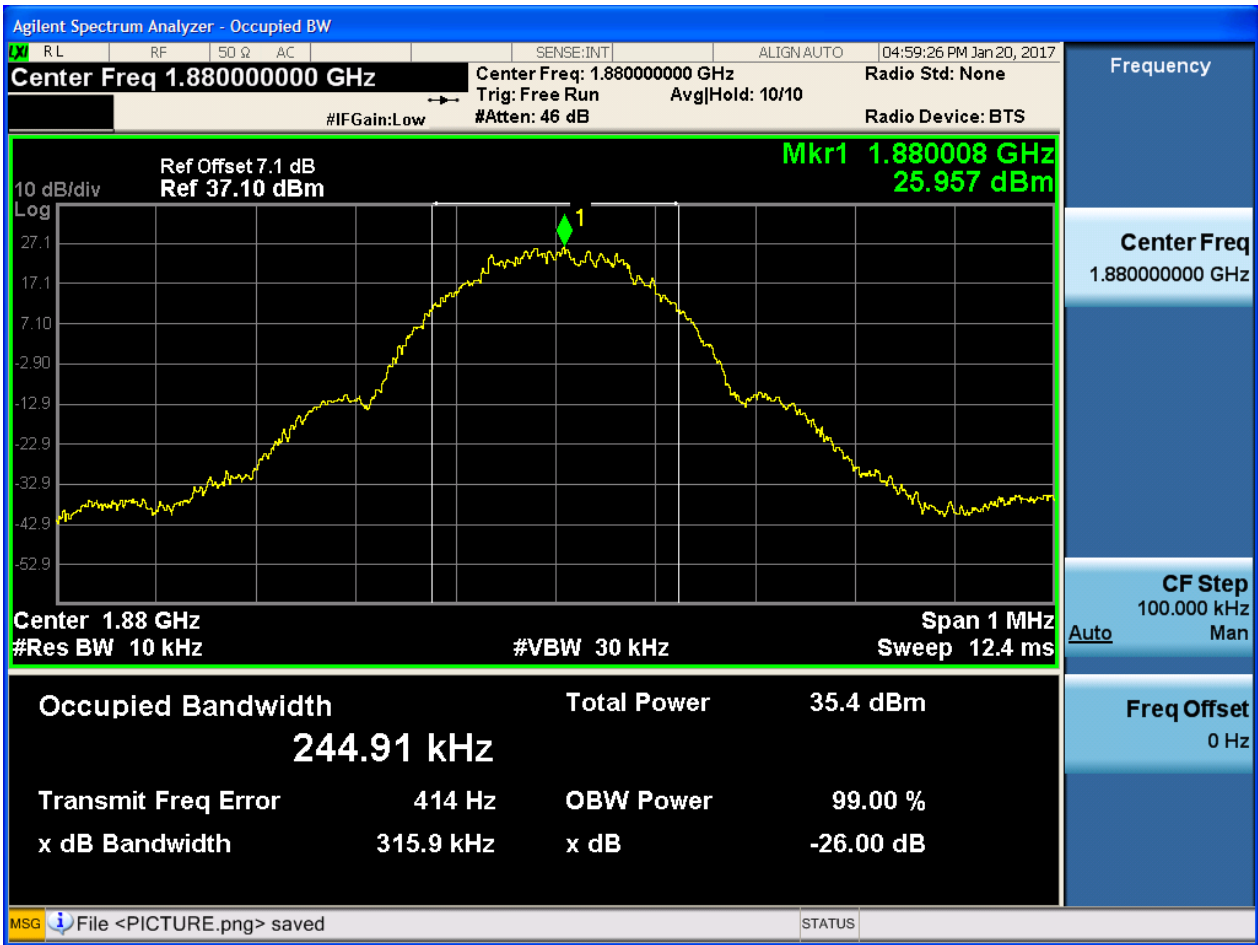 Agilent Spectrum Analyzer - Occupied BW
LXI RL RF 50 Ω AC SENSE:INT ALIGN AUTO 04:59:26 PM Jan 20, 2017
Center Freq 1.880000000 GHz
Center Freq: 1.880000000 GHz Radio Std: None
Trig: Free Run Avg|Hold: 10/10
#IFGain:Low #Atten: 46 dB Radio Device: BTS
Frequency
Mkr1 1.880008 GHz
25.957 dBm
Ref Offset 7.1 dB
10 dB/div Ref 37.10 dBm
Log
1
27.1
17.1
7.10
-2.90
-12.9
-22.9
-32.9
-42.9
-52.9
Center 1.88 GHz Span 1 MHz
#Res BW 10 kHz #VBW 30 kHz Sweep 12.4 ms
Center Freq
1.880000000 GHz
CF Step
100.000 kHz
Auto Man
Freq Offset
0 Hz
Occupied Bandwidth Total Power 35.4 dBm
244.91 kHz
Transmit Freq Error 414 Hz OBW Power 99.00 %
x dB Bandwidth 315.9 kHz x dB -26.00 dB
MSG File <PICTURE.png> saved STATUS